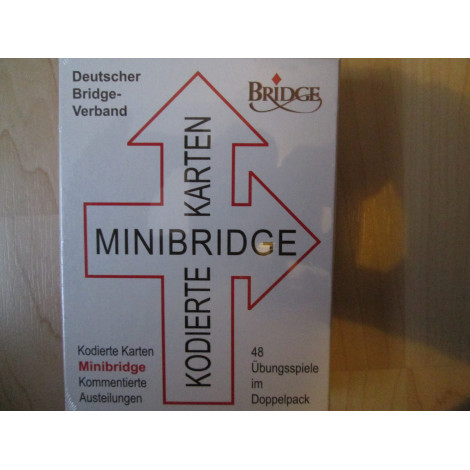 Deutscher
Bridge-
Verband
BRIDGE
KODIERTE KARTEN
MINIBRIDGE
Kodierte Karten
Minibridge
Kommentierte
Austeilungen
48
Übungsspiele
im
Doppelpack